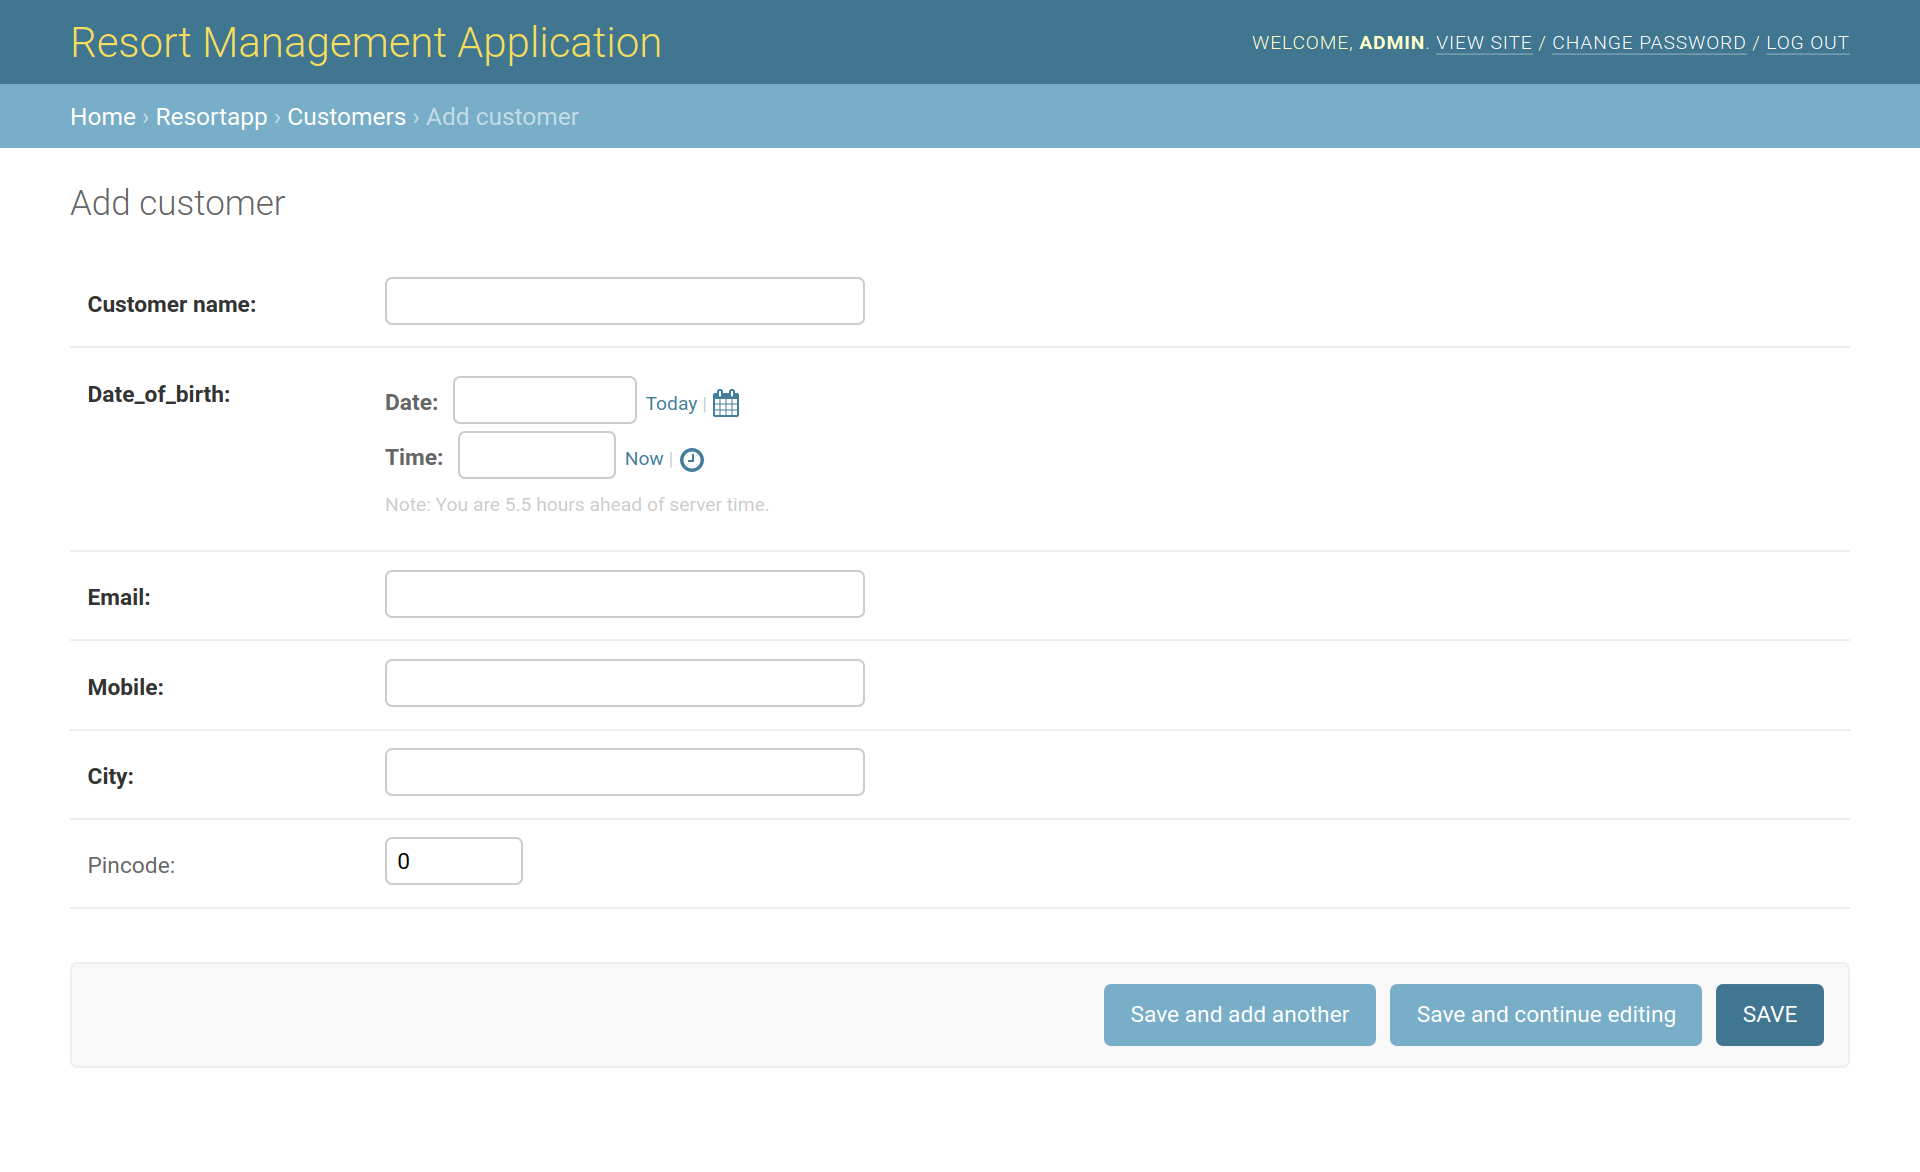 Resort Management Application
WELCOME, ADMIN. VIEW SITE / CHANGE PASSWORD / LOG OUT
Home › Resortapp › Customers › Add customer
Add customer
Customer name:
Date_of_birth:
Date: Today |
Time: Now |
Note: You are 5.5 hours ahead of server time.
Email:
Mobile:
City:
Pincode: 0
Save and add another Save and continue editing SAVE